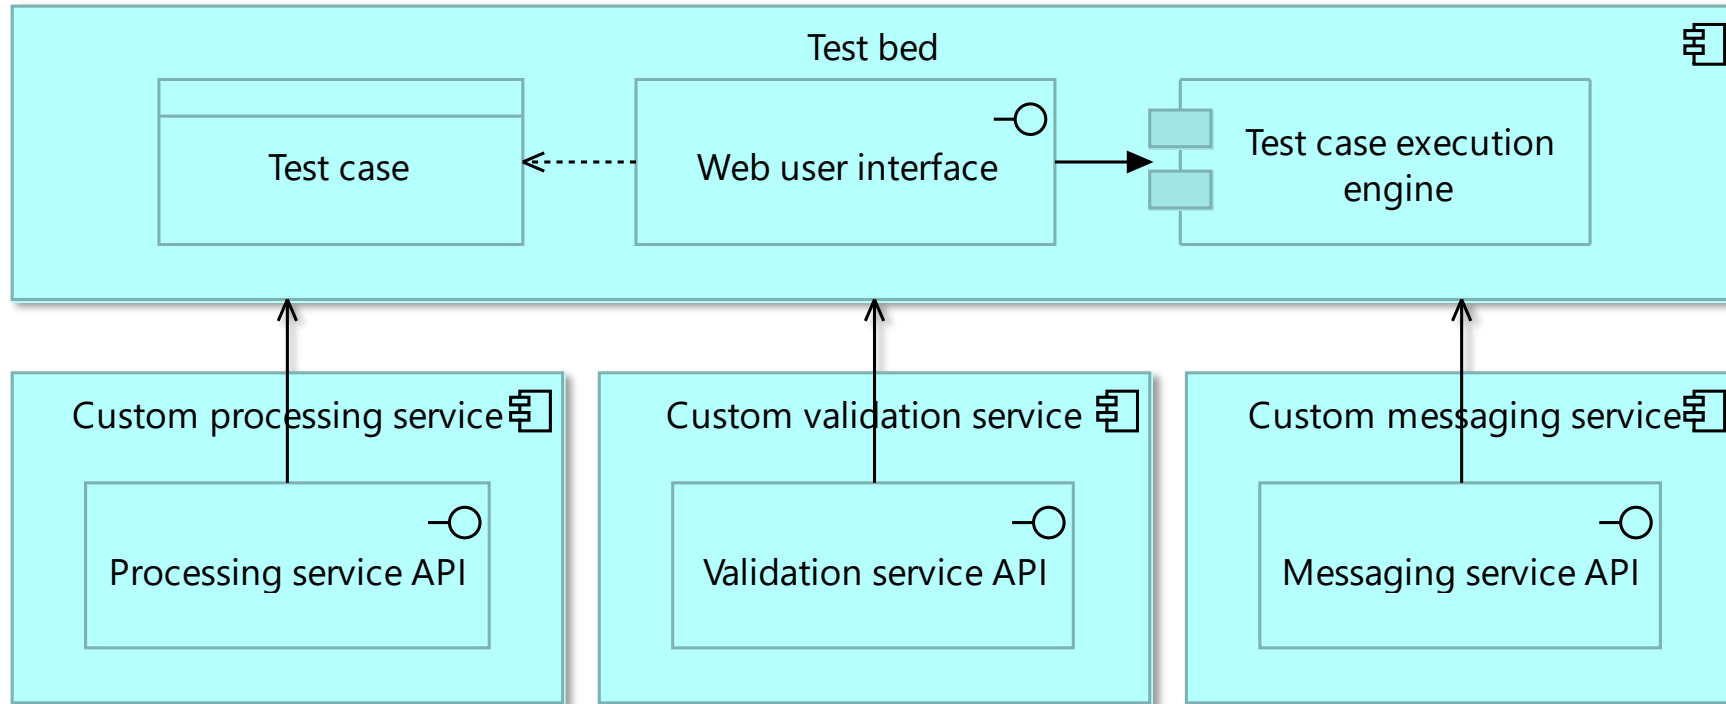 Test bed
Test case
Web user interface
Test case execution
engine
Custom processing service
Custom validation service
Custom messaging service
Processing service API
Validation service API
Messaging service API